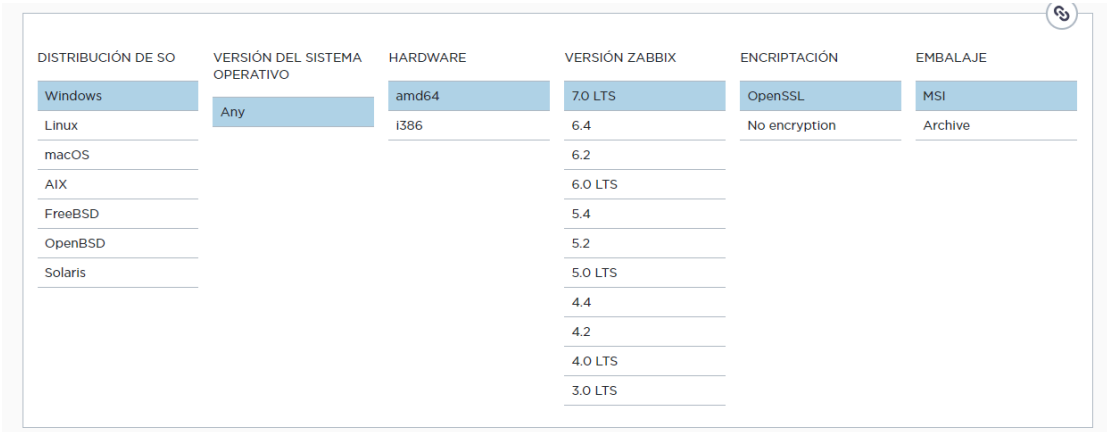 DISTRIBUCIÓN DE SO
Windows
Linux
macOS
AIX
FreeBSD
OpenBSD
Solaris
VERSIÓN DEL SISTEMA
OPERATIVO
Any
HARDWARE
amd64
i386
VERSIÓN ZABBIX
7.0 LTS
6.4
6.2
6.0 LTS
5.4
5.2
5.0 LTS
4.4
4.2
4.0 LTS
3.0 LTS
ENCRIPTACIÓN
OpenSSL
No encryption
EMBALAJE
MSI
Archive